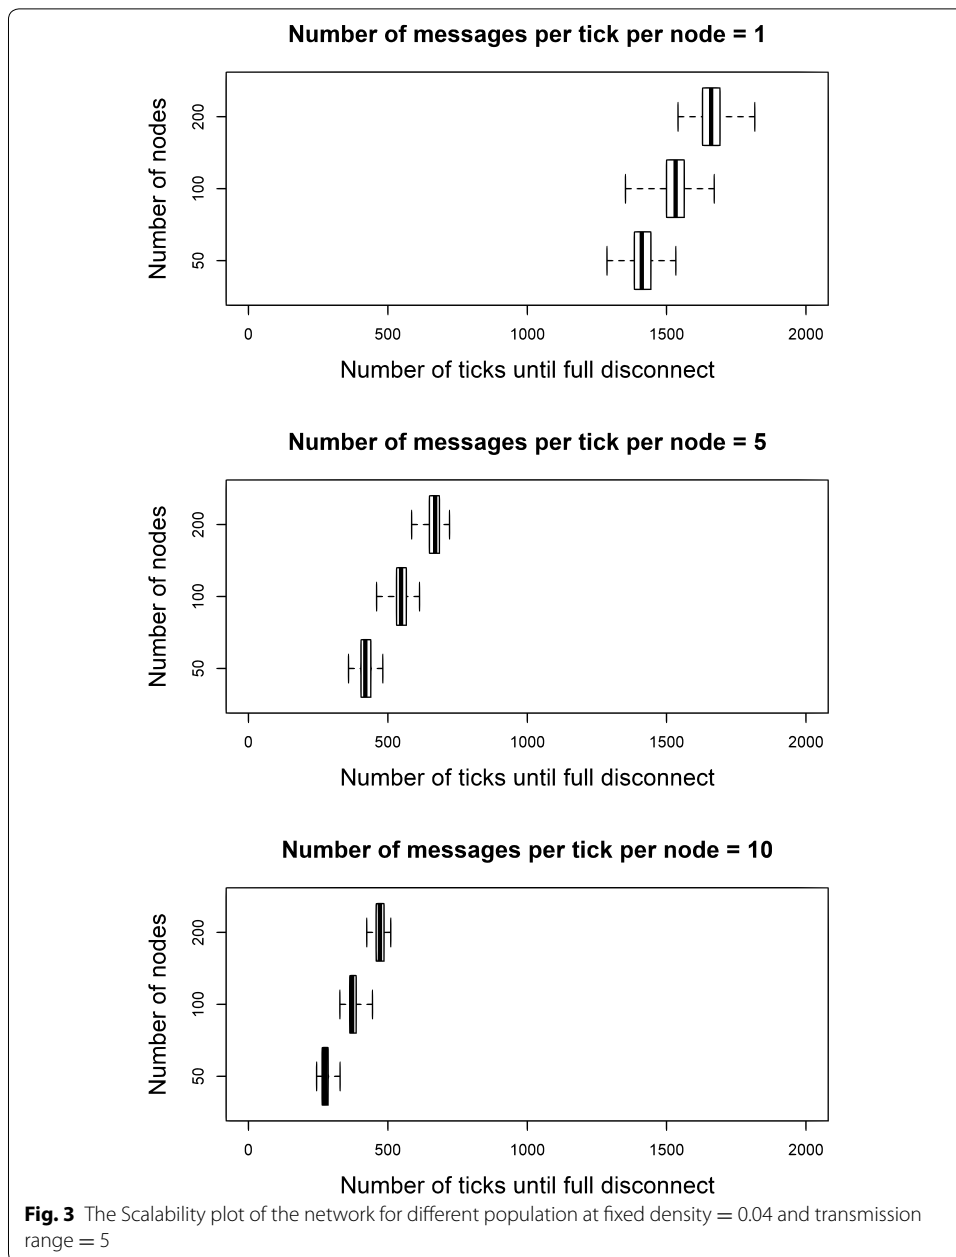 Number of messages per tick per node = 1
Number of nodes
200
100
50
0 500 1000 1500 2000
Number of ticks until full disconnect
Number of messages per tick per node = 5
Number of nodes
200
100
50
0 500 1000 1500 2000
Number of ticks until full disconnect
Number of messages per tick per node = 10
Number of nodes
200
100
50
0 500 1000 1500 2000
Number of ticks until full disconnect
Fig. 3 The Scalability plot of the network for different population at fixed density = 0.04 and transmission
range = 5